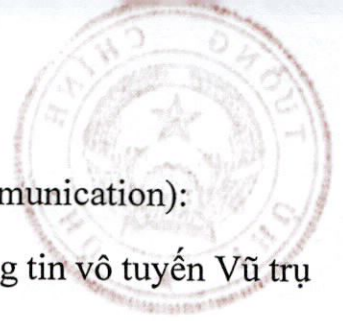 munication):
g tin vô tuyến Vũ trụ